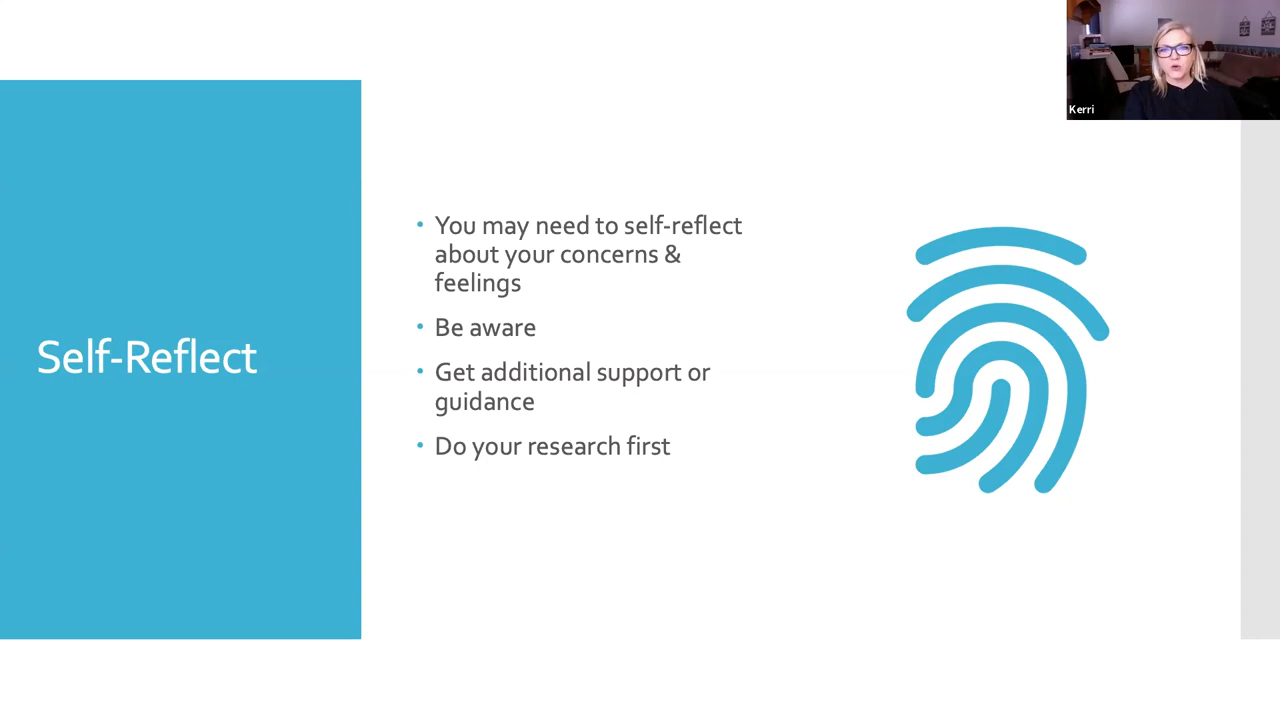 Kerri
Self-Reflect
• You may need to self-reflect
about your concerns &
feelings
• Be aware
• Get additional support or
guidance
• Do your research first